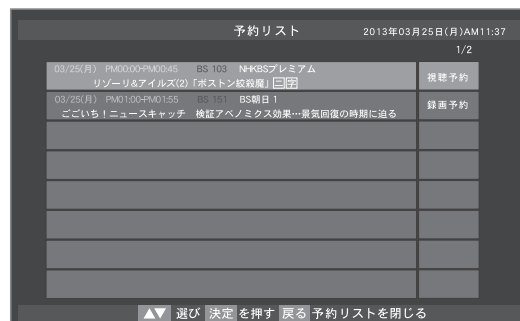 予約リスト 2013年03月25日(月)AM11:37
1/2
03/25(月) PM00:00-PM00:45 BS 103 NHKBSプレミアム
リゾーリ&アイルズ(2)「ボストン絞殺魔」二字 視聴予約
03/25(月) PM01:00-PM01:55 BS 151 BS朝日1
ごごいち!ニュースキャッチ 検証アベノミクス効果…景気回復の時期に迫る 録画予約
▲▼ 選び 決定 を押す 戻る 予約リストを閉じる